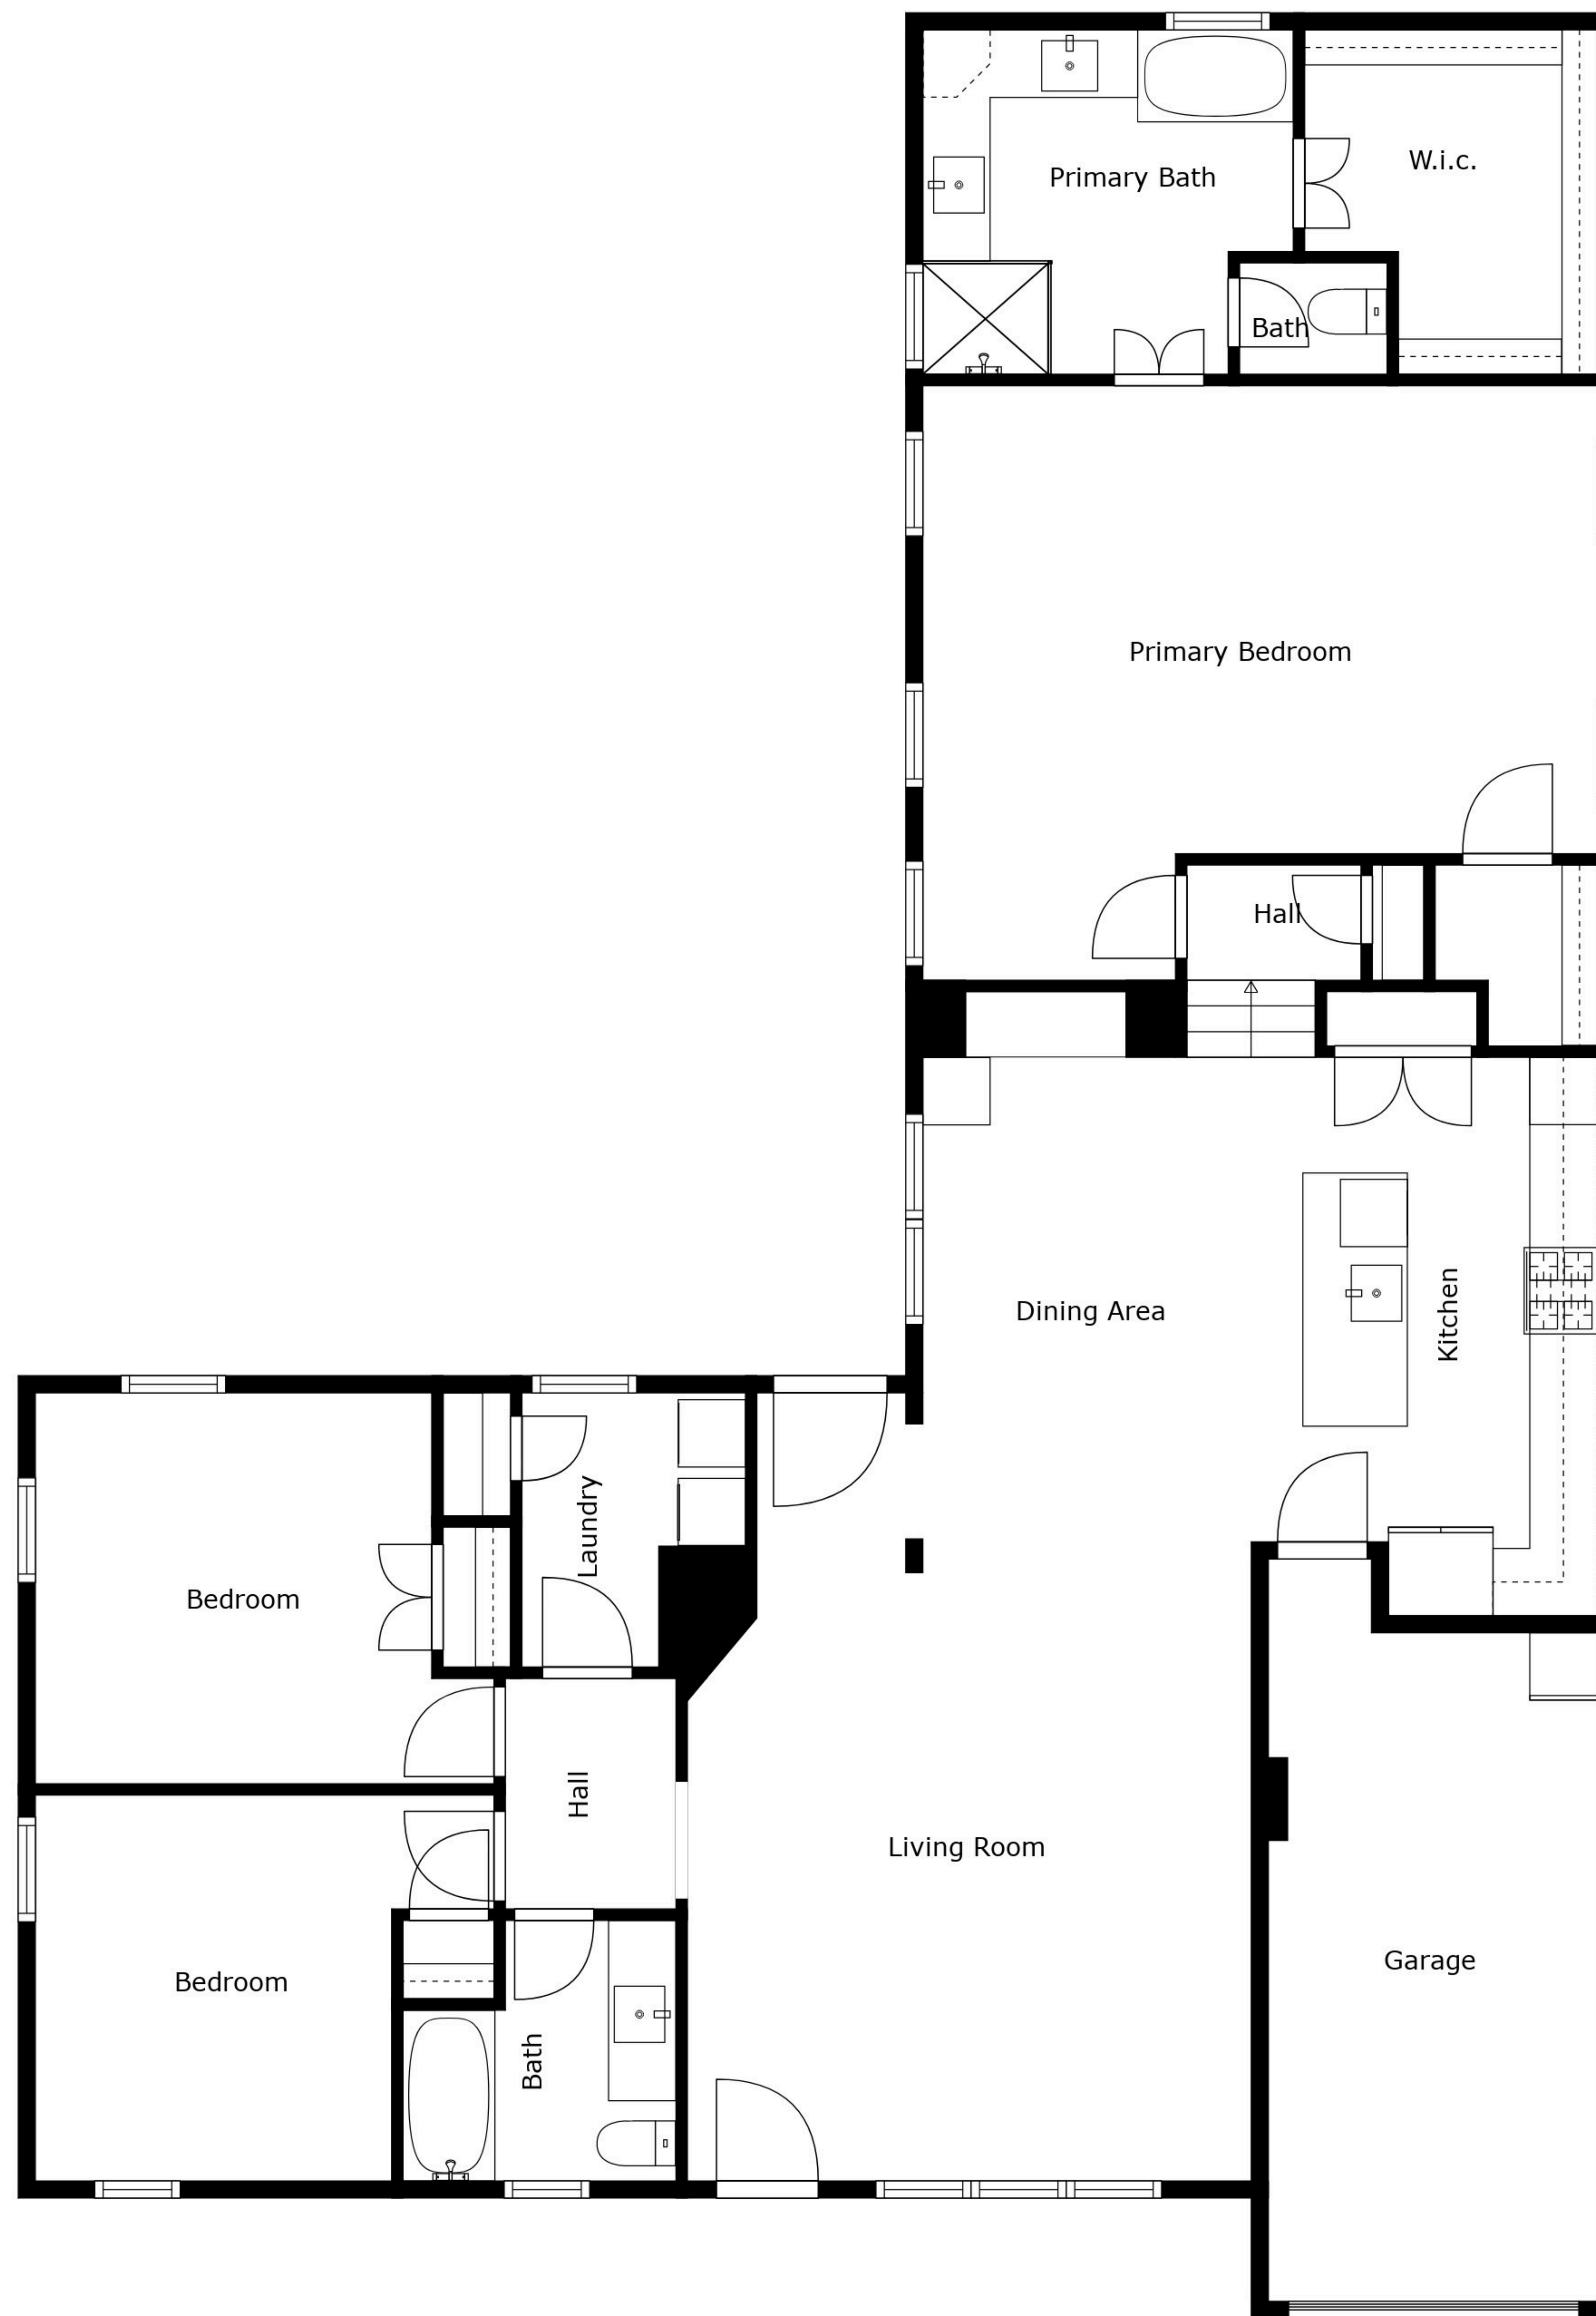 Primary Bath
W.i.c.
Bath
Primary Bedroom
Hall
Dining Area
Kitchen
Laundry
Bedroom
Hall
Living Room
Garage
Bedroom
Bath